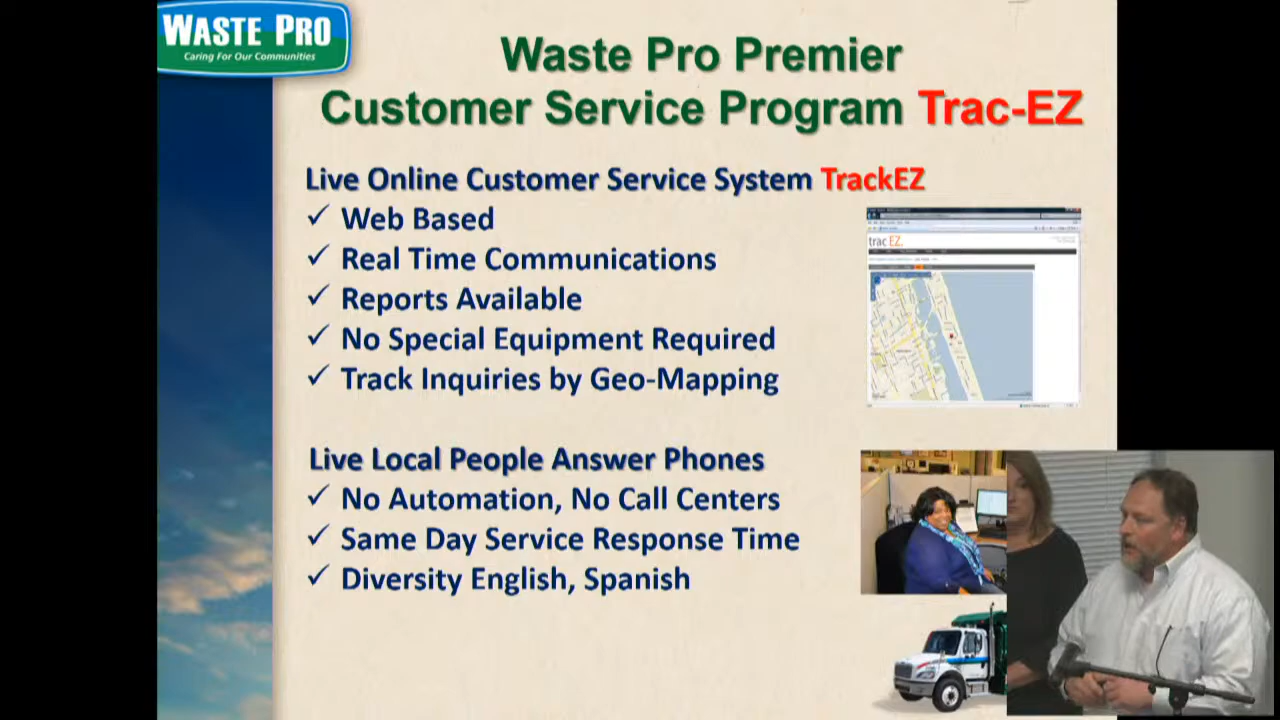 WASTE PRO
Caring For Our Communities
Waste Pro Premier
Customer Service Program Trac-EZ
Live Online Customer Service System TrackEZ
✓ Web Based
✓ Real Time Communications
✓ Reports Available
✓ No Special Equipment Required
✓ Track Inquiries by Geo-Mapping
trac EZ.
Live Local People Answer Phones
✓ No Automation, No Call Centers
✓ Same Day Service Response Time
✓ Diversity English, Spanish